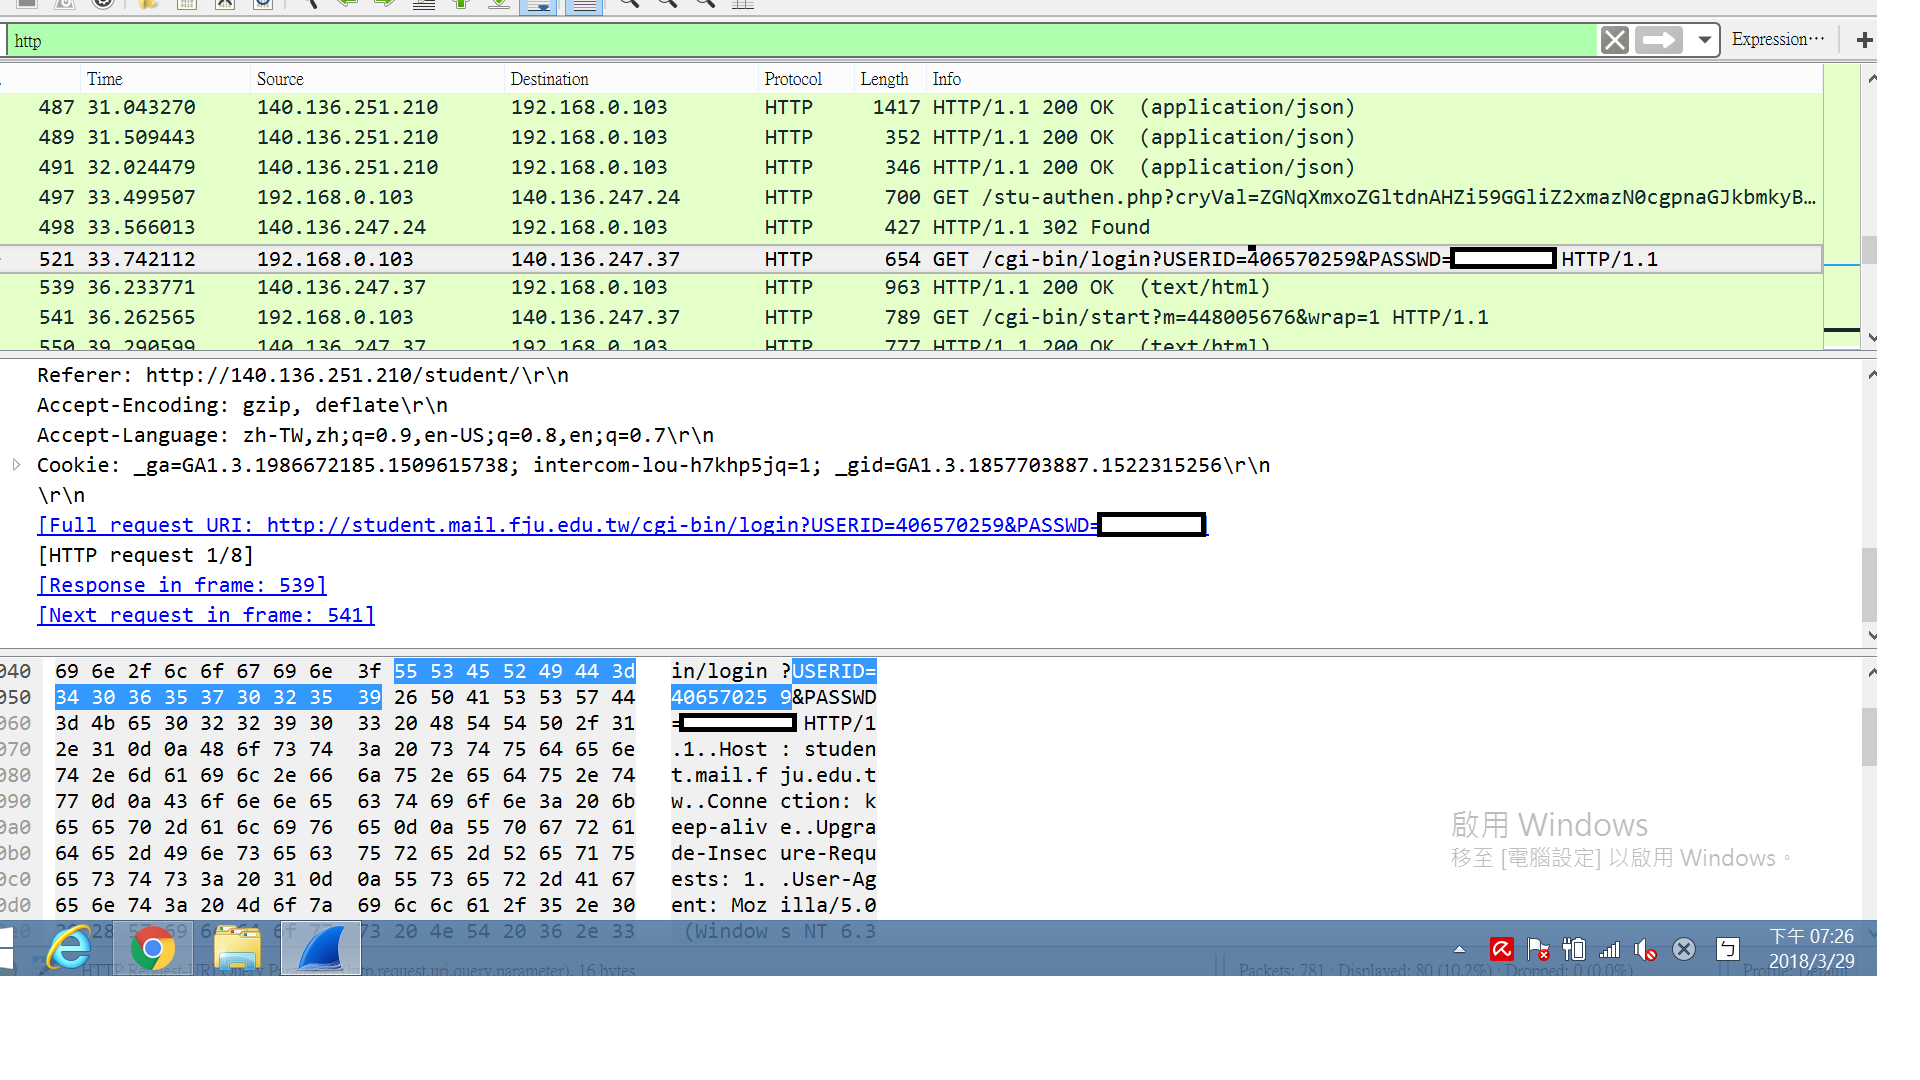 http
Expression…
Time Source Destination Protocol Length Info
487 31.043270 140.136.251.210 192.168.0.103 HTTP 1417 HTTP/1.1 200 OK (application/json)
489 31.509443 140.136.251.210 192.168.0.103 HTTP 352 HTTP/1.1 200 OK (application/json)
491 32.024479 140.136.251.210 192.168.0.103 HTTP 346 HTTP/1.1 200 OK (application/json)
497 33.499507 192.168.0.103 140.136.247.24 HTTP 700 GET /stu-authen.php?cryVal=ZGNqXmxoZGltdnAHZi59GGliZ2xmazN0cgpnaGJkbmkyB…
498 33.566013 140.136.247.24 192.168.0.103 HTTP 427 HTTP/1.1 302 Found
521 33.742112 192.168.0.103 140.136.247.37 HTTP 654 GET /cgi-bin/login?USERID=406570259&PASSWD= HTTP/1.1
539 36.233771 140.136.247.37 192.168.0.103 HTTP 963 HTTP/1.1 200 OK (text/html)
541 36.262565 192.168.0.103 140.136.247.37 HTTP 789 GET /cgi-bin/start?m=448005676&wrap=1 HTTP/1.1
550 39.290599 140.136.247.37 192.168.0.103 HTTP 777 HTTP/1.1 200 OK (text/html)
Referer: http://140.136.251.210/student/\r\n
Accept-Encoding: gzip, deflate\r\n
Accept-Language: zh-TW,zh;q=0.9,en-US;q=0.8,en;q=0.7\r\n
Cookie: _ga=GA1.3.1986672185.1509615738; intercom-lou-h7khp5jq=1; _gid=GA1.3.1857703887.1522315256\r\n
\r\n
[Full request URI: http://student.mail.fju.edu.tw/cgi-bin/login?USERID=406570259&PASSWD=]
[HTTP request 1/8]
[Response in frame: 539]
[Next request in frame: 541]
040 69 6e 2f 6c 6f 67 69 6e 3f 55 53 45 52 49 44 3d in/login ?USERID=
050 34 30 36 35 37 30 32 35 39 26 50 41 53 53 57 44 40657025 9&PASSWD
060 3d 20 48 54 54 50 2f 31 = HTTP/1
070 2e 31 0d 0a 48 6f 73 74 3a 20 73 74 75 64 65 6e .1..Host : studen
080 74 2e 6d 61 69 6c 2e 66 6a 75 2e 65 64 75 2e 74 t.mail.f ju.edu.t
090 77 0d 0a 43 6f 6e 6e 65 63 74 69 6f 6e 3a 20 6b w..Conne ction: k
0a0 65 65 70 2d 61 6c 69 76 65 0d 0a 55 70 67 72 61 eep-aliv e..Upgra
0b0 64 65 2d 49 6e 73 65 63 75 72 65 2d 52 65 71 75 de-Insec ure-Requ
0c0 65 73 74 73 3a 20 31 0d 0a 55 73 65 72 2d 41 67 ests: 1. .User-Ag
0d0 65 6e 74 3a 20 4d 6f 7a 69 6c 6c 61 2f 35 2e 30 ent: Moz illa/5.0
73 20 4e 54 20 36 2e 33 (Window s NT 6.3
啟用 Windows
移至 [電腦設定] 以啟用 Windows。
HTTP Request-URI Query Parameter (http.request.uri.query.parameter), 16 bytes
Packets: 781 · Displayed: 80 (10.2%) · Dropped: 0 (0.0%)
Profile: Default
下午 07:26
2018/3/29